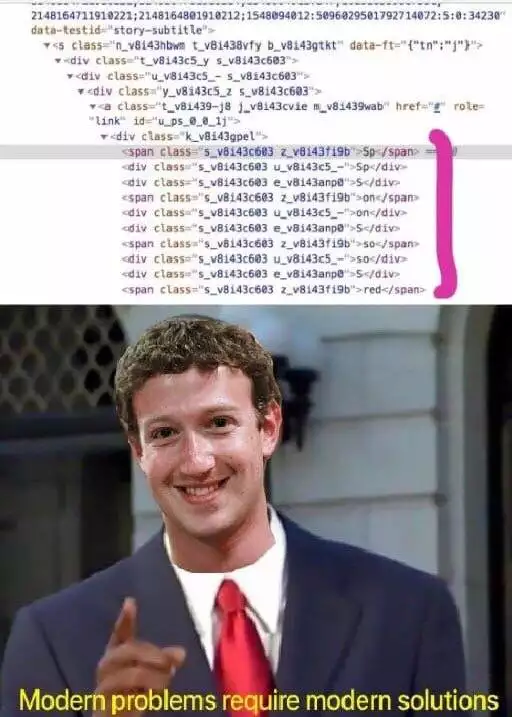 2148164711910221;2148164801910212;1548094012:5096029501792714072:5:0:34230"
data-testid="story-subtitle">
▼<s class="n_v8i43hbwm t_v8i438vfy b_v8i43gtkt" data-ft="{"tn":"j"}">
▼<div class="t_v8i43c5_y s_v8i43c603">
▼<div class="u_v8i43c5_- s_v8i43c603">
▼<div class="y_v8i43c5_z s_v8i43c603">
▼<a class="t_v8i439-j8 j_v8i43cvie m_v8i439wab" href="#" role=
"link" id="u_ps_0_0_1j">
▼<div class="k_v8i43gpel">
<span class="s_v8i43c603 z_v8i43fi9b">Sp</span> ==
<div class="s_v8i43c603 u_v8i43c5_-">Sp</div>
<div class="s_v8i43c603 e_v8i43anp0">S</div>
<span class="s_v8i43c603 z_v8i43fi9b">on</span>
<div class="s_v8i43c603 u_v8i43c5_-">on</div>
<div class="s_v8i43c603 e_v8i43anp0">S</div>
<span class="s_v8i43c603 z_v8i43fi9b">so</span>
<div class="s_v8i43c603 u_v8i43c5_-">so</div>
<div class="s_v8i43c603 e_v8i43anp0">S</div>
<span class="s_v8i43c603 z_v8i43fi9b">red</span>
Modern problems require modern solutions